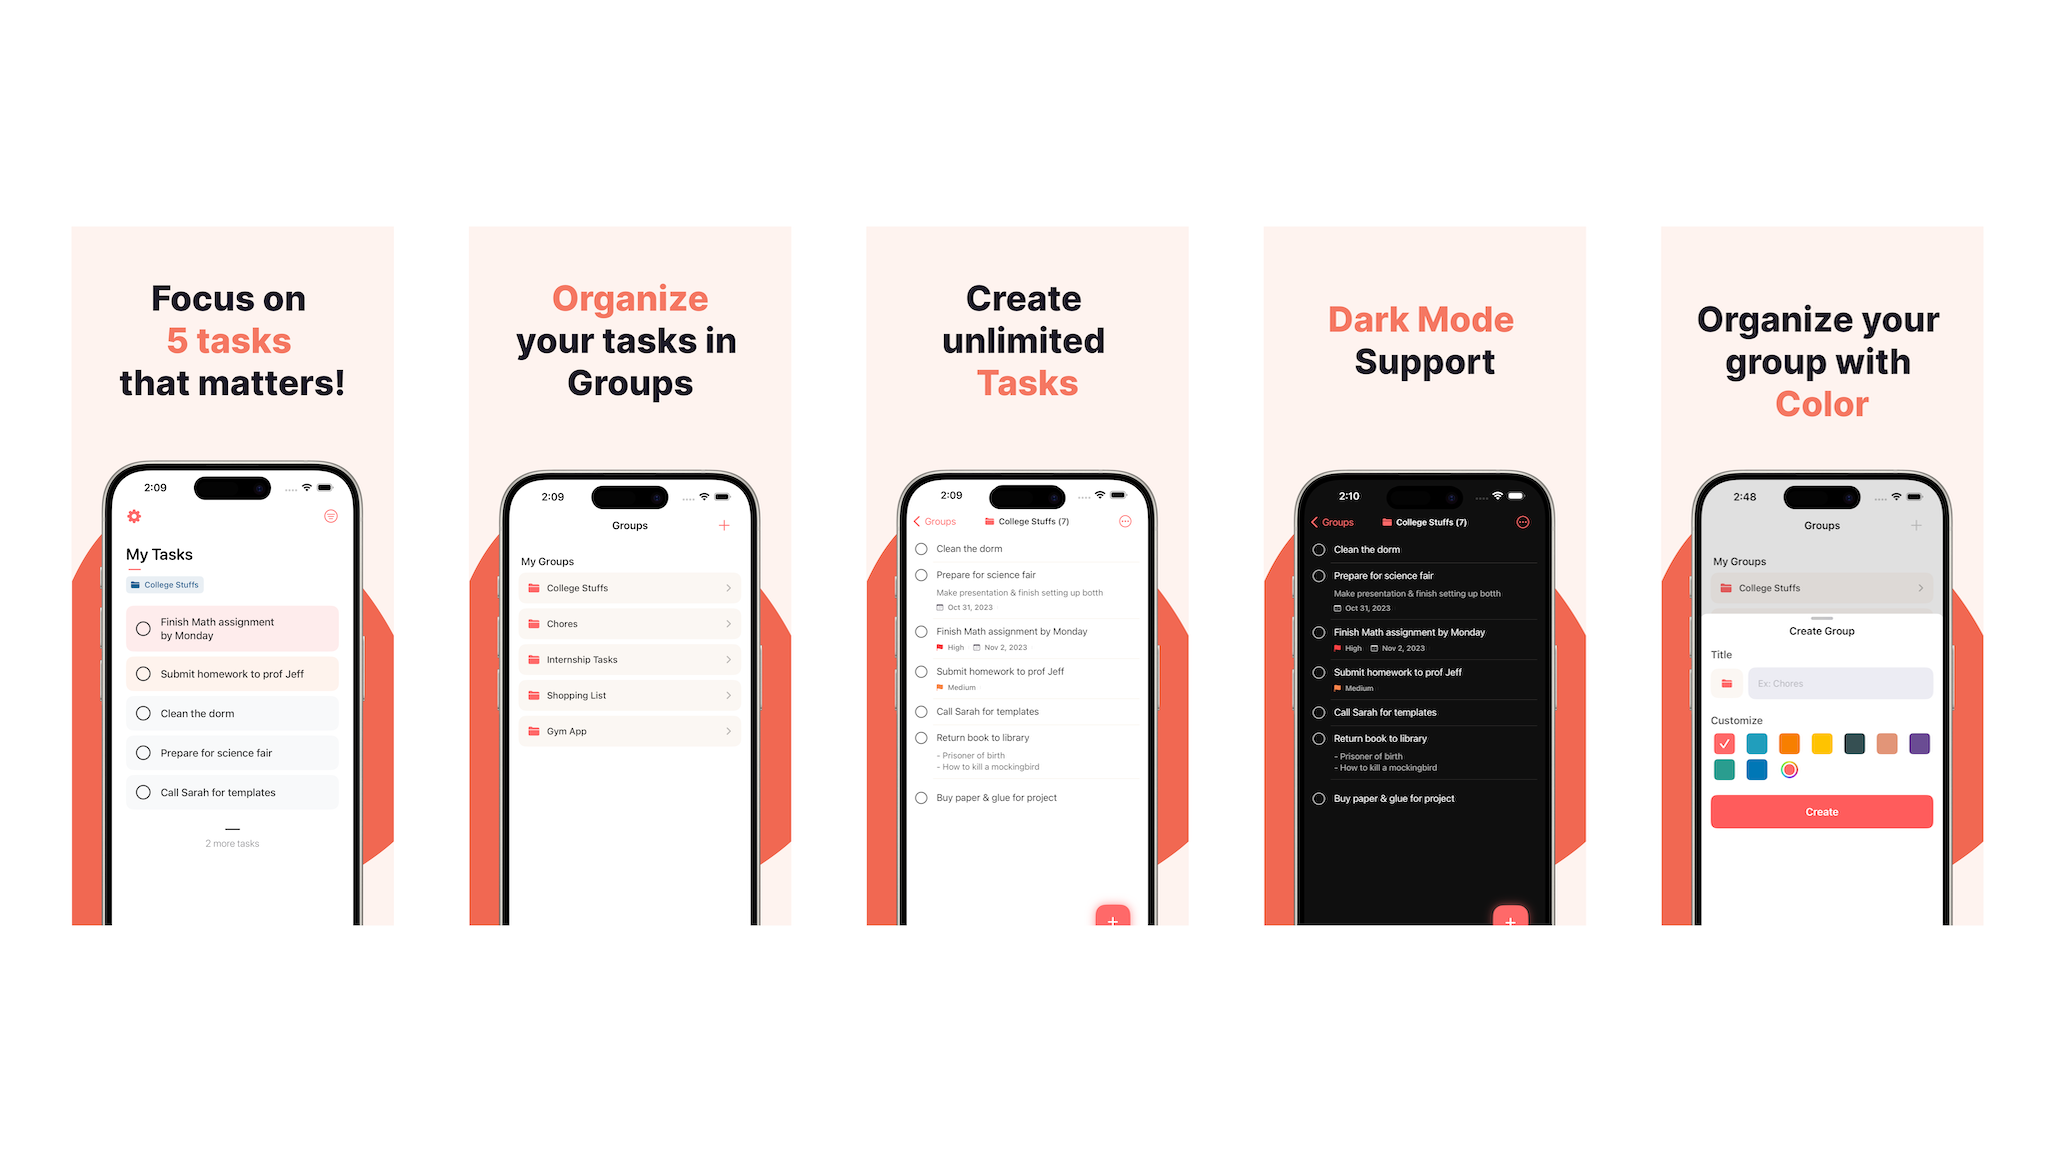 Focus on
5 tasks
that matters!
2:09
My Tasks
College Stuffs
Finish Math assignment
by Monday
Submit homework to prof Jeff
Clean the dorm
Prepare for science fair
Call Sarah for templates
2 more tasks
Organize
your tasks in
Groups
2:09
Groups
My Groups
College Stuffs
Chores
Internship Tasks
Shopping List
Gym App
Create
unlimited
Tasks
2:09
Groups College Stuffs (7)
Clean the dorm
Prepare for science fair
Make presentation & finish setting up botth
Oct 31, 2023
Finish Math assignment by Monday
High Nov 2, 2023
Submit homework to prof Jeff
Medium
Call Sarah for templates
Return book to library
- Prisoner of birth
- How to kill a mockingbird
Buy paper & glue for project
Dark Mode
Support
2:10
Groups College Stuffs (7)
Clean the dorm
Prepare for science fair
Make presentation & finish setting up botth
Oct 31, 2023
Finish Math assignment by Monday
High Nov 2, 2023
Submit homework to prof Jeff
Medium
Call Sarah for templates
Return book to library
- Prisoner of birth
- How to kill a mockingbird
Buy paper & glue for project
Organize your
group with
Color
2:48
Groups
My Groups
College Stuffs
Create Group
Title
Ex: Chores
Customize
Create